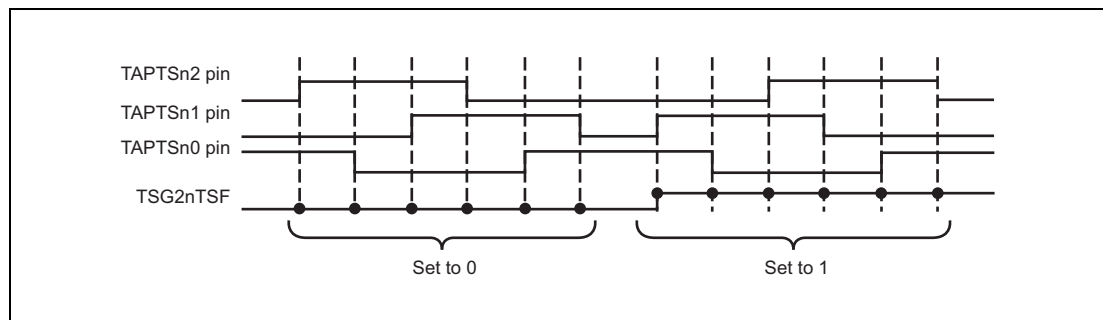 TAPTSn2 pin
TAPTSn1 pin
TAPTSn0 pin
TSG2nTSF
Set to 0
Set to 1